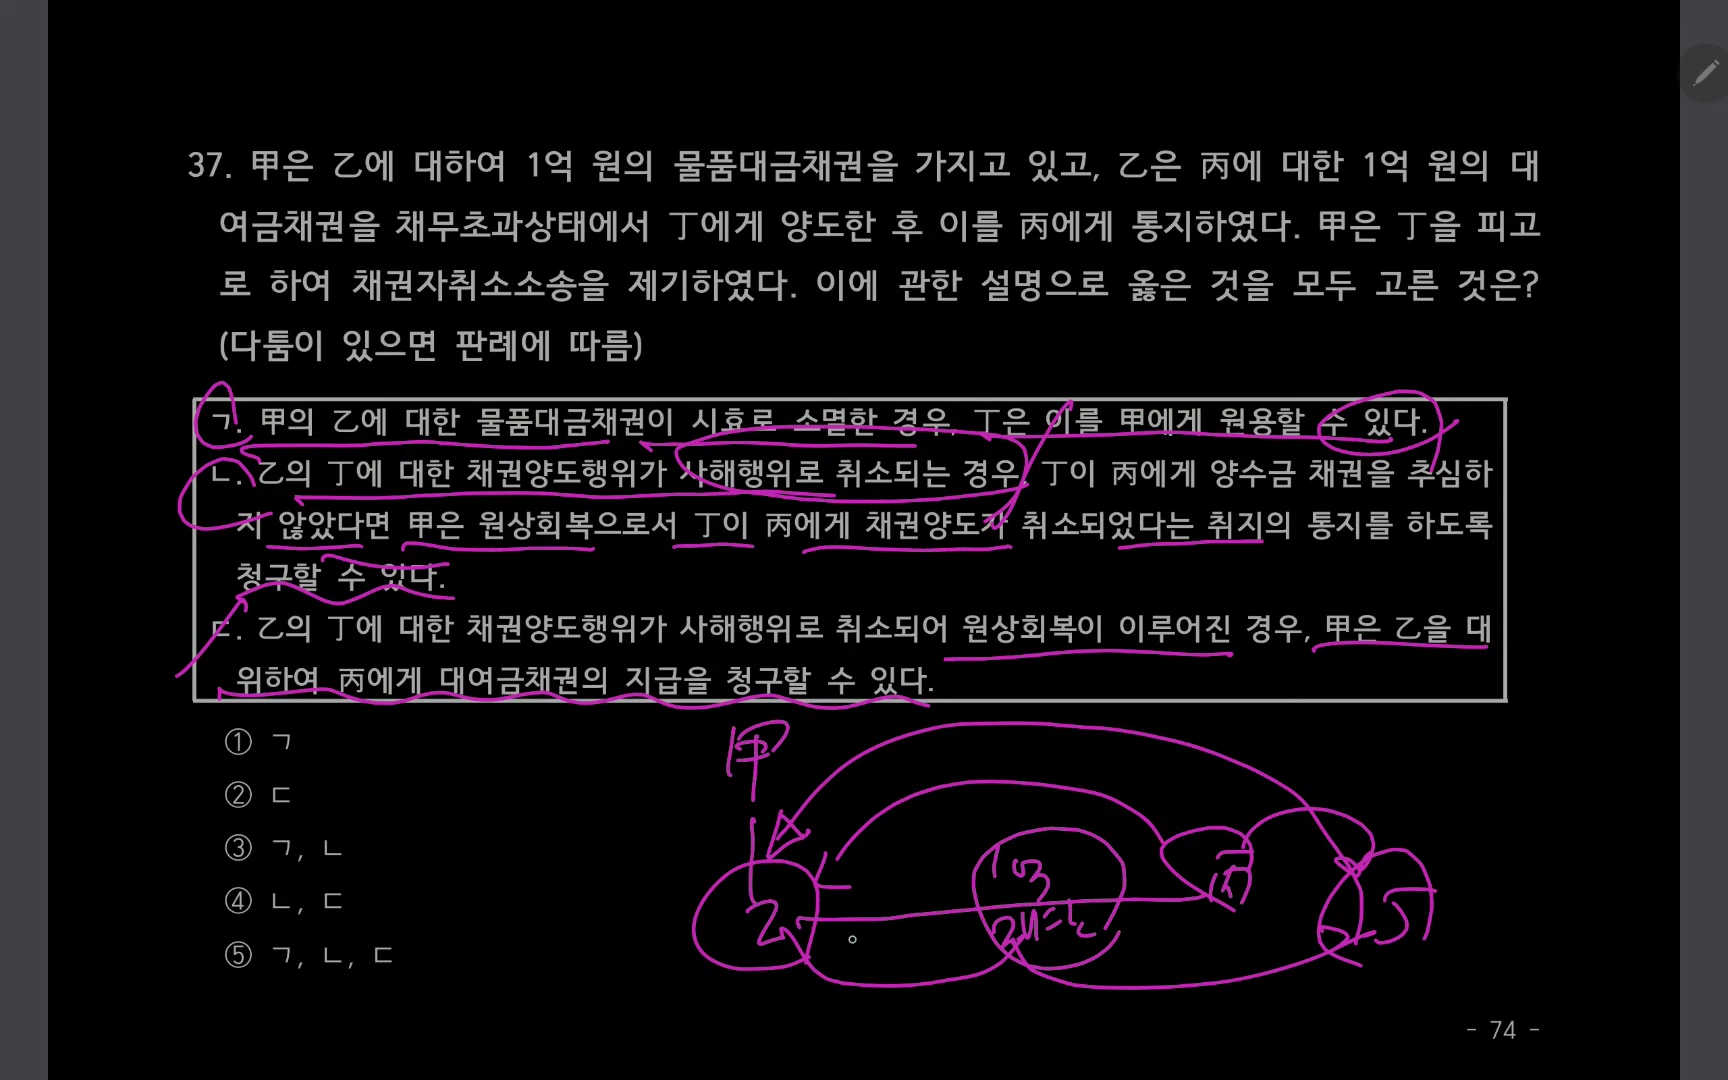 37. 甲은 乙에 대하여 1억 원의 물품대금채권을 가지고 있고, 乙은 丙에 대한 1억 원의 대
여금채권을 채무초과상태에서 丁에게 양도한 후 이를 丙에게 통지하였다. 甲은 丁을 피고
로 하여 채권자취소소송을 제기하였다. 이에 관한 설명으로 옳은 것을 모두 고른 것은?
(다툼이 있으면 판례에 따름)
ㄱ. 甲의 乙에 대한 물품대금채권이 시효로 소멸한 경우, 丁은 이를 甲에게 원용할 수 있다.
ㄴ. 乙의 丁에 대한 채권양도행위가 사해행위로 취소되는 경우, 丁이 丙에게 양수금 채권을 추심하
지 않았다면 甲은 원상회복으로서 丁이 丙에게 채권양도가 취소되었다는 취지의 통지를 하도록
청구할 수 있다.
ㄷ. 乙의 丁에 대한 채권양도행위가 사해행위로 취소되어 원상회복이 이루어진 경우, 甲은 乙을 대
위하여 丙에게 대여금채권의 지급을 청구할 수 있다.
① ㄱ
② ㄷ
③ ㄱ, ㄴ
④ ㄴ, ㄷ
⑤ ㄱ, ㄴ, ㄷ
甲
乙
1억
丙
- 74 -